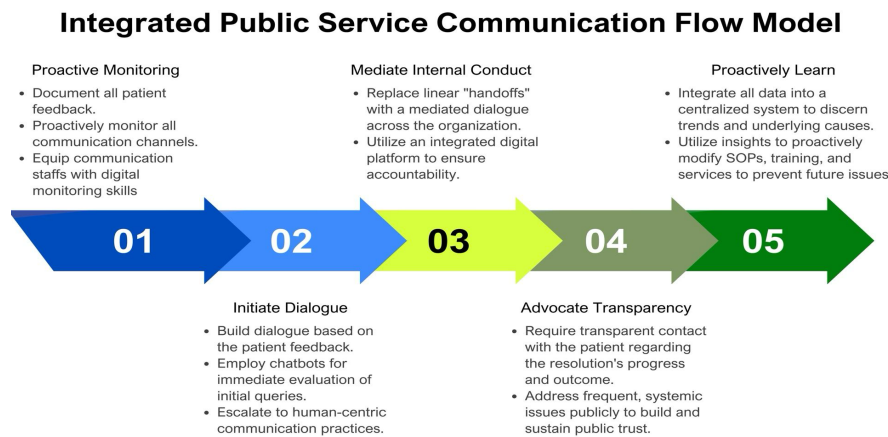 Integrated Public Service Communication Flow Model
Proactive Monitoring
• Document all patient
feedback.
• Proactively monitor all
communication channels.
• Equip communication
staffs with digital
monitoring skills
Mediate Internal Conduct
• Replace linear "handoffs"
with a mediated dialogue
across the organization.
• Utilize an integrated digital
platform to ensure
accountability.
Proactively Learn
• Integrate all data into a
centralized system to discern
trends and underlying causes.
• Utilize insights to proactively
modify SOPs, training, and
services to prevent future issues
01
02
03
04
05
Initiate Dialogue
• Build dialogue based on
the patient feedback.
• Employ chatbots for
immediate evaluation of
initial queries.
• Escalate to human-centric
communication practices.
Advocate Transparency
• Require transparent contact
with the patient regarding
the resolution's progress
and outcome.
• Address frequent, systemic
issues publicly to build and
sustain public trust.